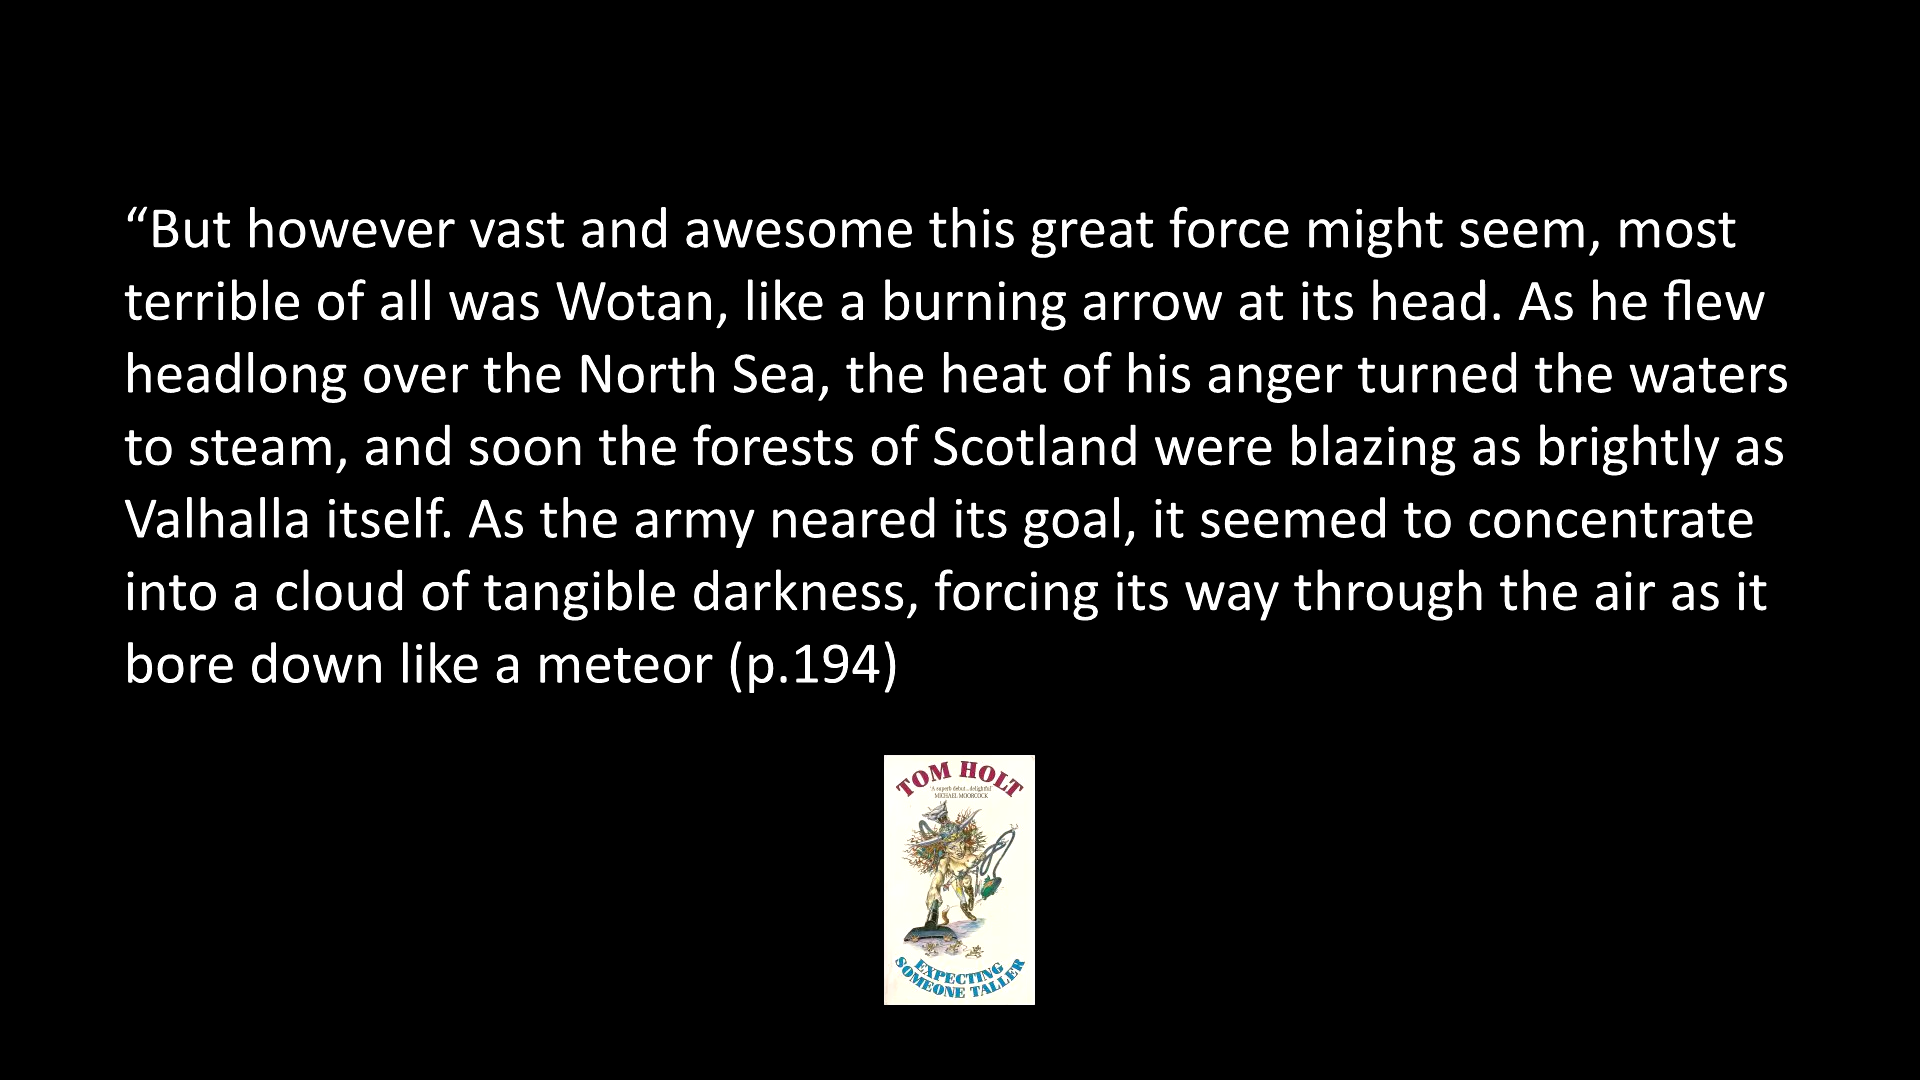 “But however vast and awesome this great force might seem, most
terrible of all was Wotan, like a burning arrow at its head. As he flew
headlong over the North Sea, the heat of his anger turned the waters
to steam, and soon the forests of Scotland were blazing as brightly as
Valhalla itself. As the army neared its goal, it seemed to concentrate
into a cloud of tangible darkness, forcing its way through the air as it
bore down like a meteor (p.194)
TOM HOLT
'A superb debut...delightful'
MICHAEL MOORCOCK
EXPECTING
SOMEONE TALLER